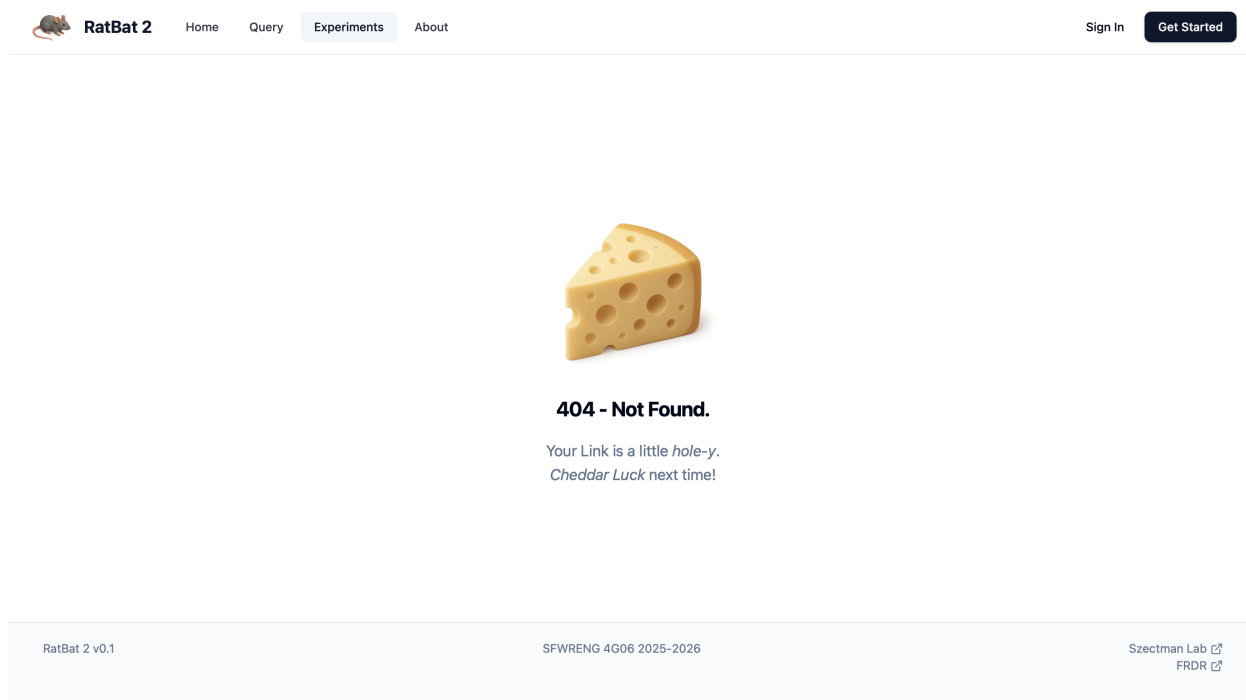 RatBat 2
Home
Query
Experiments
About
Sign In
Get Started
404 - Not Found.
Your Link is a little hole-y.
Cheddar Luck next time!
RatBat 2 v0.1
SFWRENG 4G06 2025-2026
Szectman Lab
FRDR